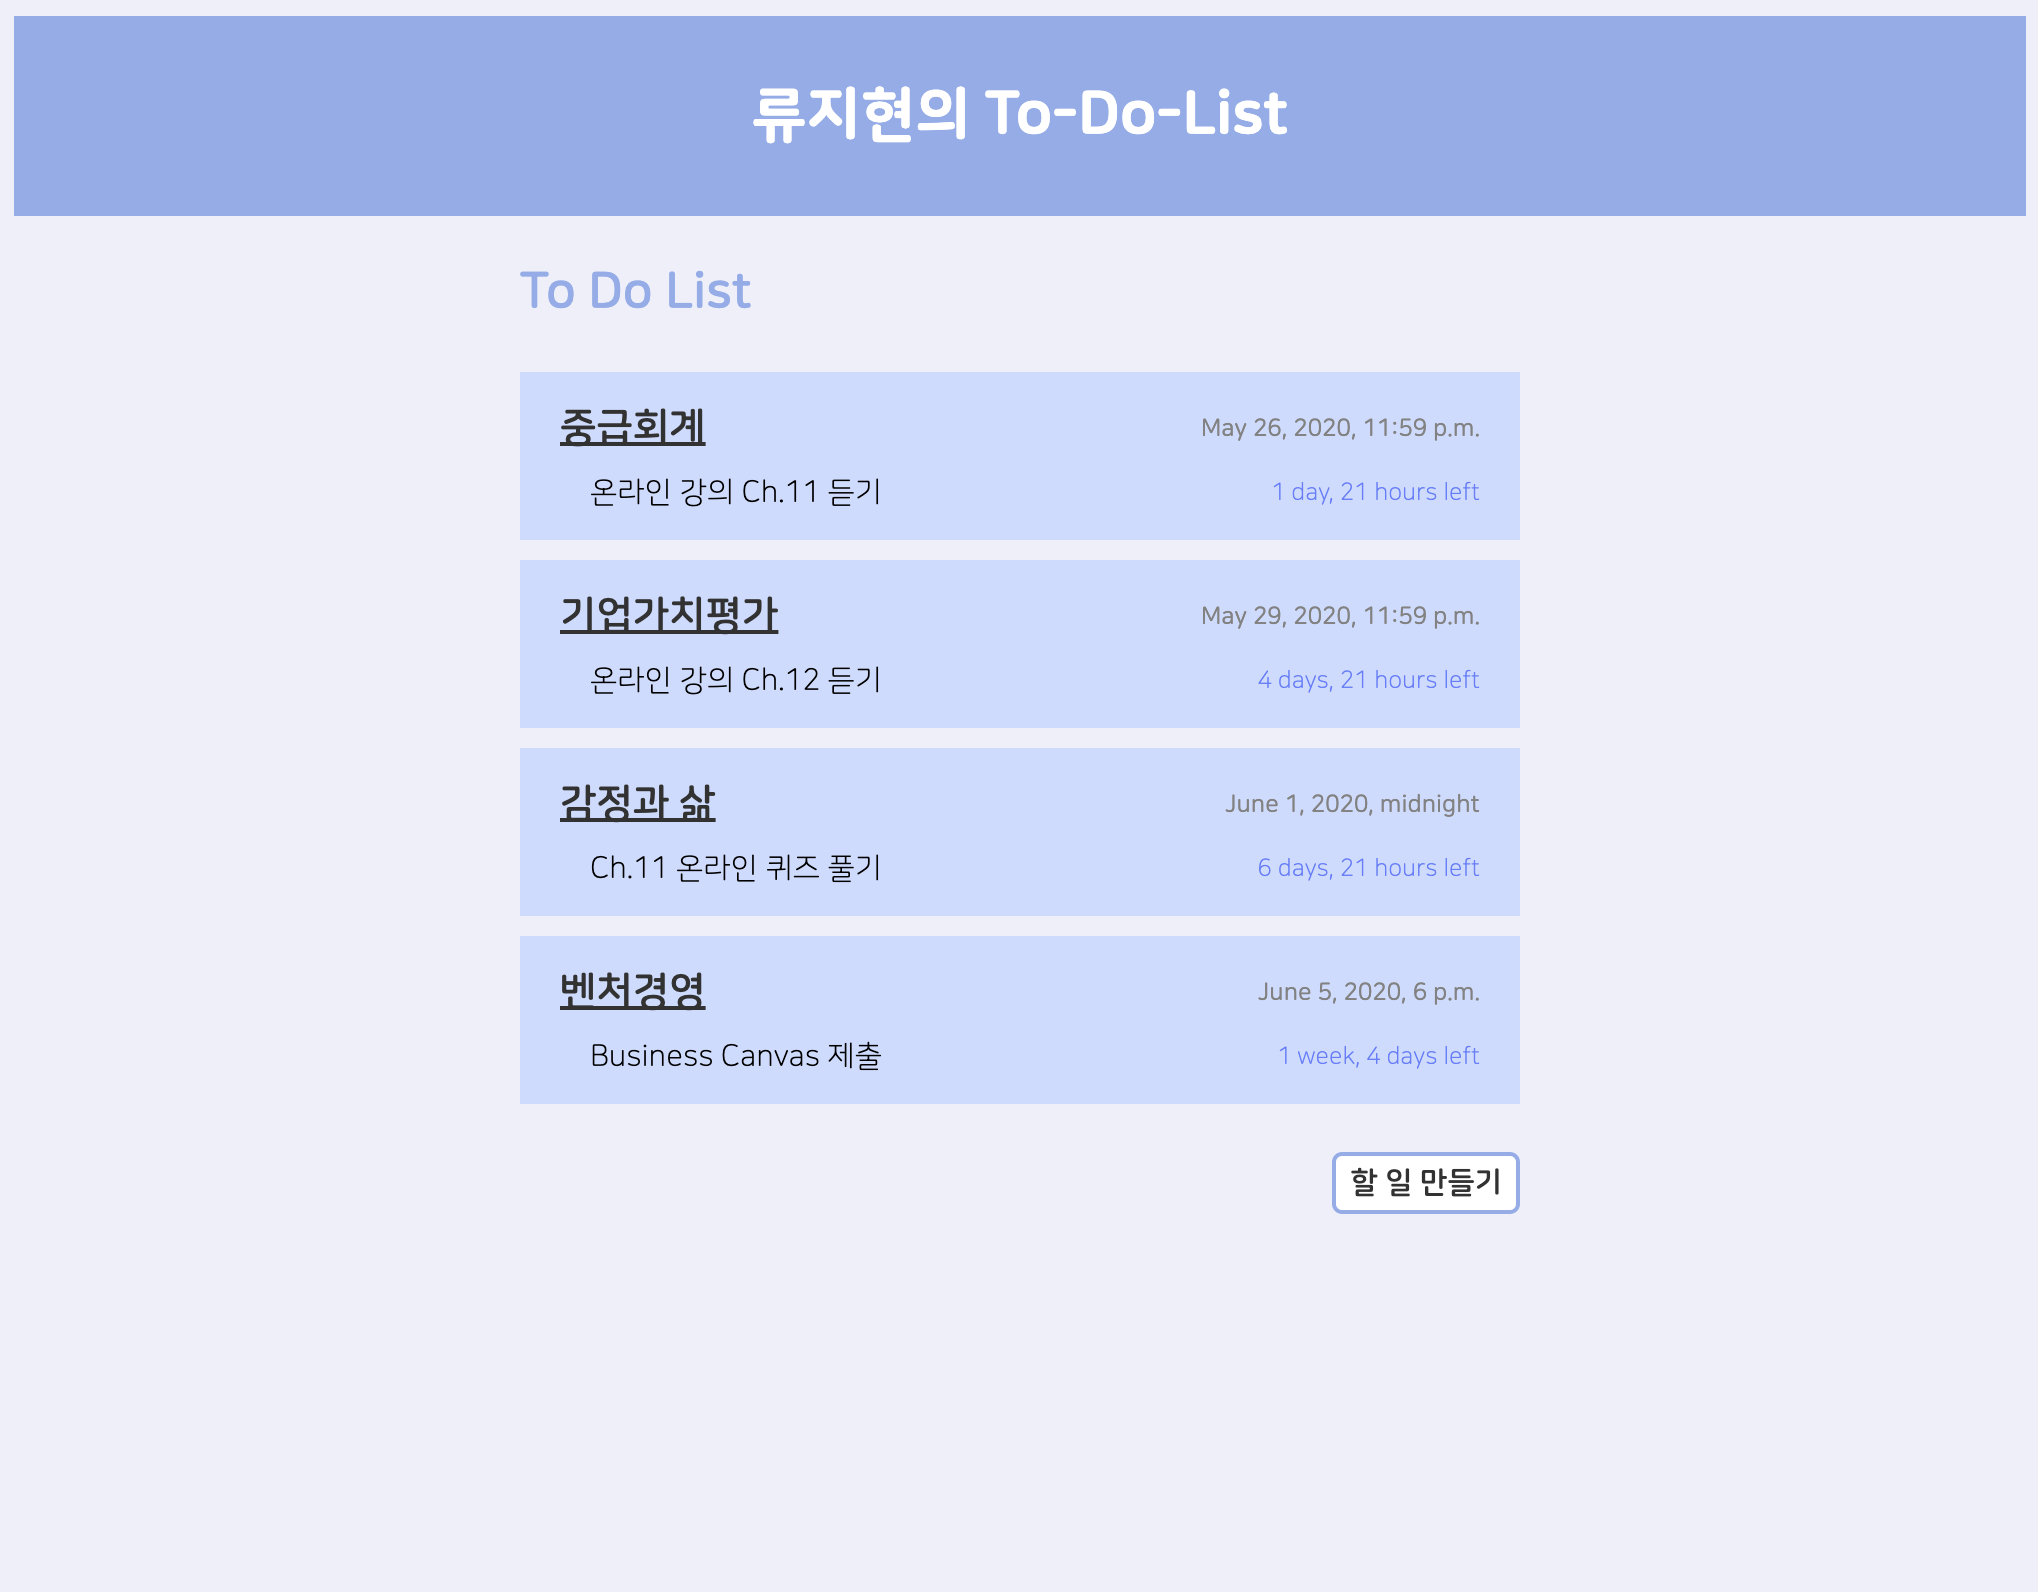 류지현의 To-Do-List
To Do List
중급회계
May 26, 2020, 11:59 p.m.
온라인 강의 Ch.11 듣기
1 day, 21 hours left
기업가치평가
May 29, 2020, 11:59 p.m.
온라인 강의 Ch.12 듣기
4 days, 21 hours left
감정과 삶
June 1, 2020, midnight
Ch.11 온라인 퀴즈 풀기
6 days, 21 hours left
벤처경영
June 5, 2020, 6 p.m.
Business Canvas 제출
1 week, 4 days left
할 일 만들기